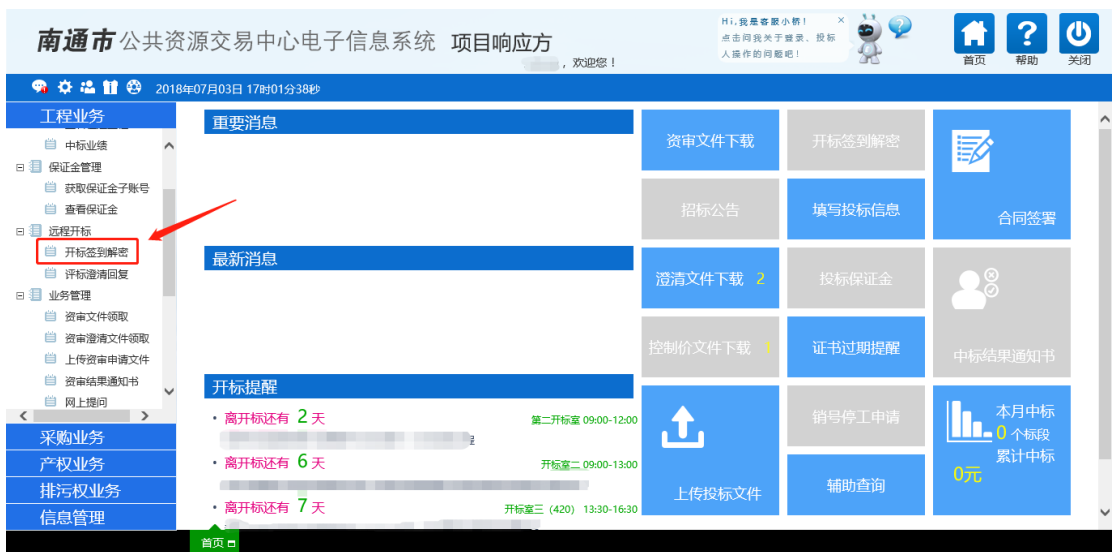 南通市公共资源交易中心电子信息系统 项目响应方
，欢迎您！
Hi,我是客服小桥！ ×
点击问我关于登录、投标
人操作的问题吧！
首页 帮助 关闭
2018年07月03日 17时01分38秒
工程业务
中标业绩
保证金管理
获取保证金子账号
查看保证金
远程开标
开标签到解密
评标澄清回复
业务管理
资审文件领取
资审澄清文件领取
上传资审申请文件
资审结果通知书
网上提问
采购业务
产权业务
排污权业务
信息管理
重要消息
最新消息
开标提醒
离开标还有 2 天 第二开标室 09:00-12:00
离开标还有 6 天 开标室二 09:00-13:00
离开标还有 7 天 开标室三（420） 13:30-16:30
资审文件下载 开标签到解密
招标公告 填写投标信息
合同签署
澄清文件下载 2 投标保证金
控制价文件下载 1 证书过期提醒
中标结果通知书
上传投标文件
销号停工申请
辅助查询
本月中标
0 个标段
累计中标
0元
首页